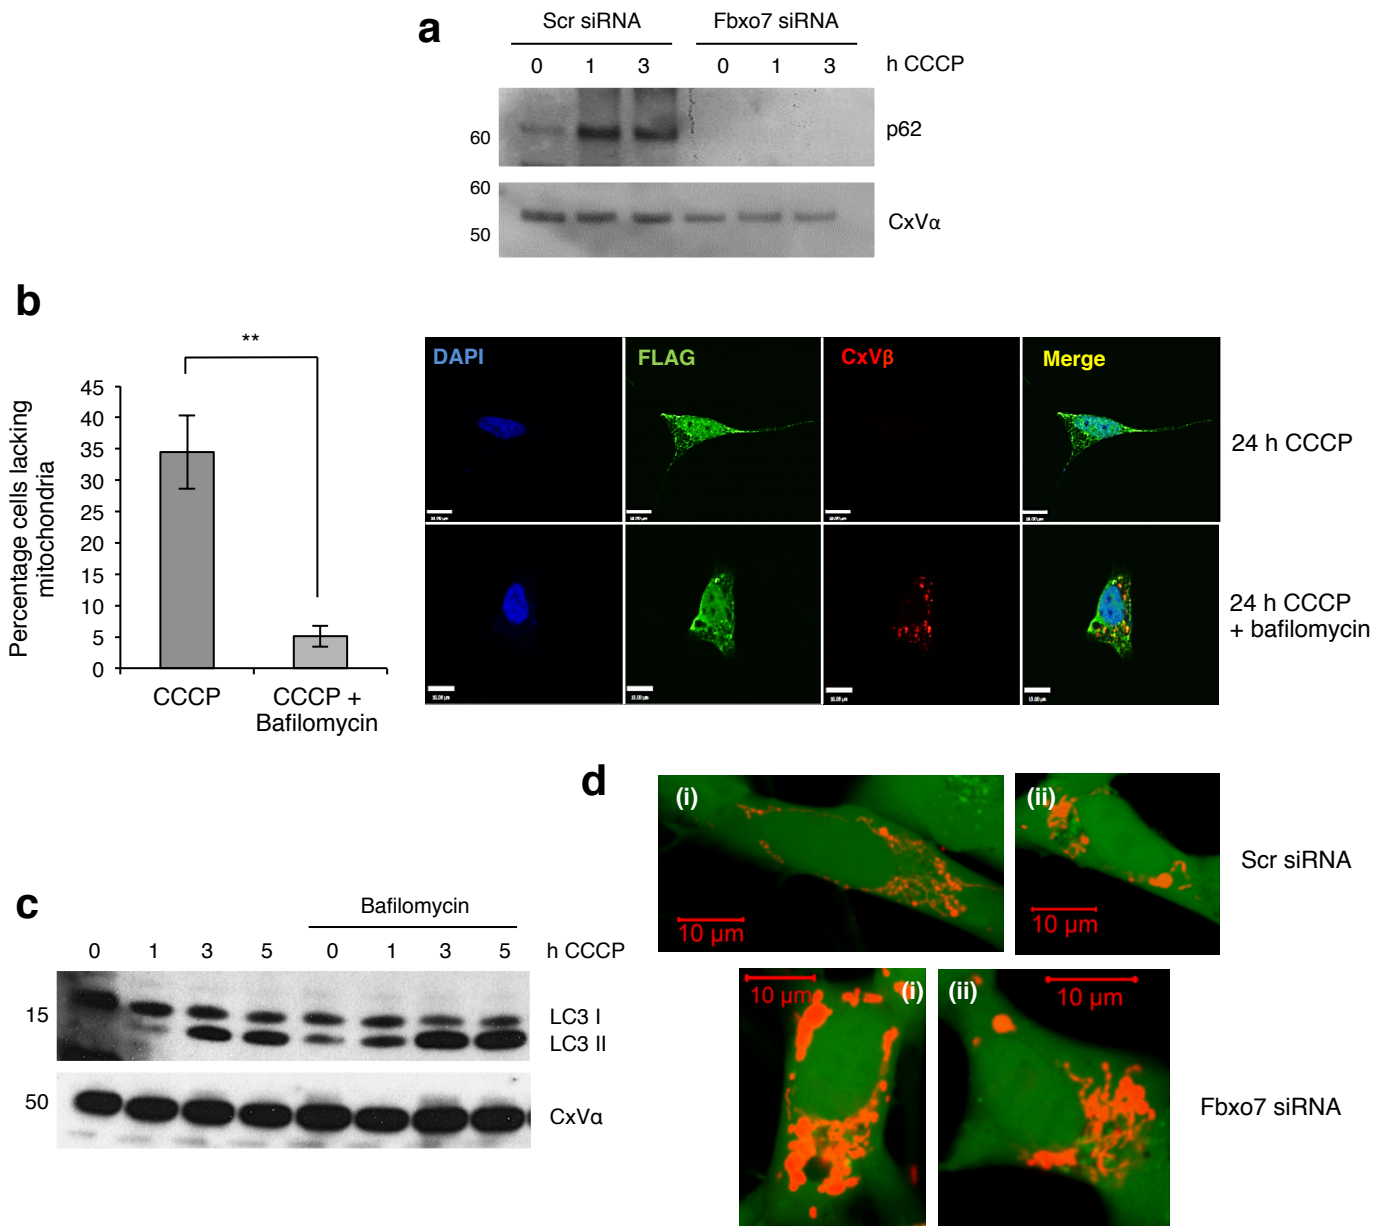 a
Scr siRNA Fbxo7 siRNA
0 1 3 0 1 3 h CCCP
60 p62
60
CxVα
50
b
**
45
40
35
30
25
20
15
10
5
0
Percentage cells lacking
mitochondria
CCCP CCCP +
Bafilomycin
DAPI FLAG CxVβ Merge
24 h CCCP
24 h CCCP
+ bafilomycin
c
Bafilomycin
0 1 3 5 0 1 3 5 h CCCP
15 LC3 I
LC3 II
50
CxVα
d
(i) (ii)
Scr siRNA
10 µm 10 µm
10 µm (i) (ii) 10 µm
Fbxo7 siRNA